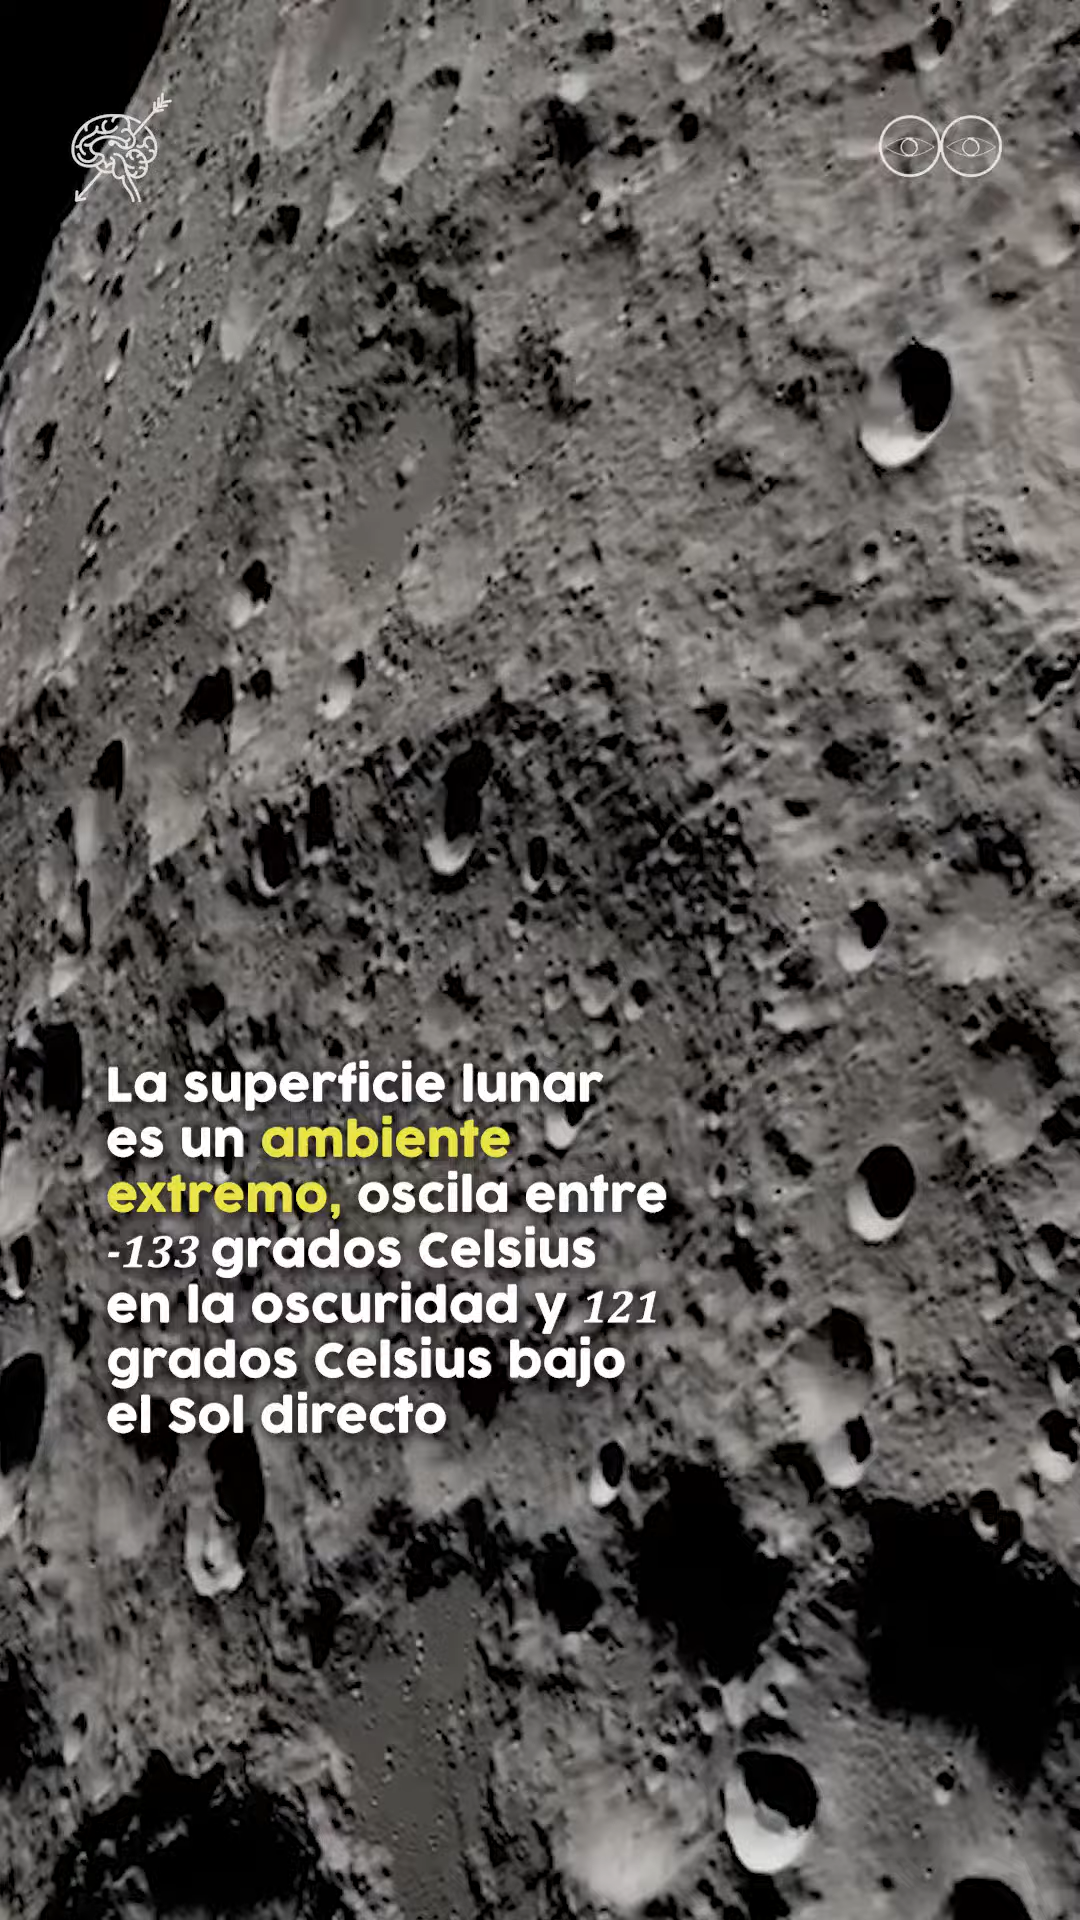 La superficie lunar
es un ambiente
extremo, oscila entre
-133 grados Celsius
en la oscuridad y 121
grados Celsius bajo
el Sol directo